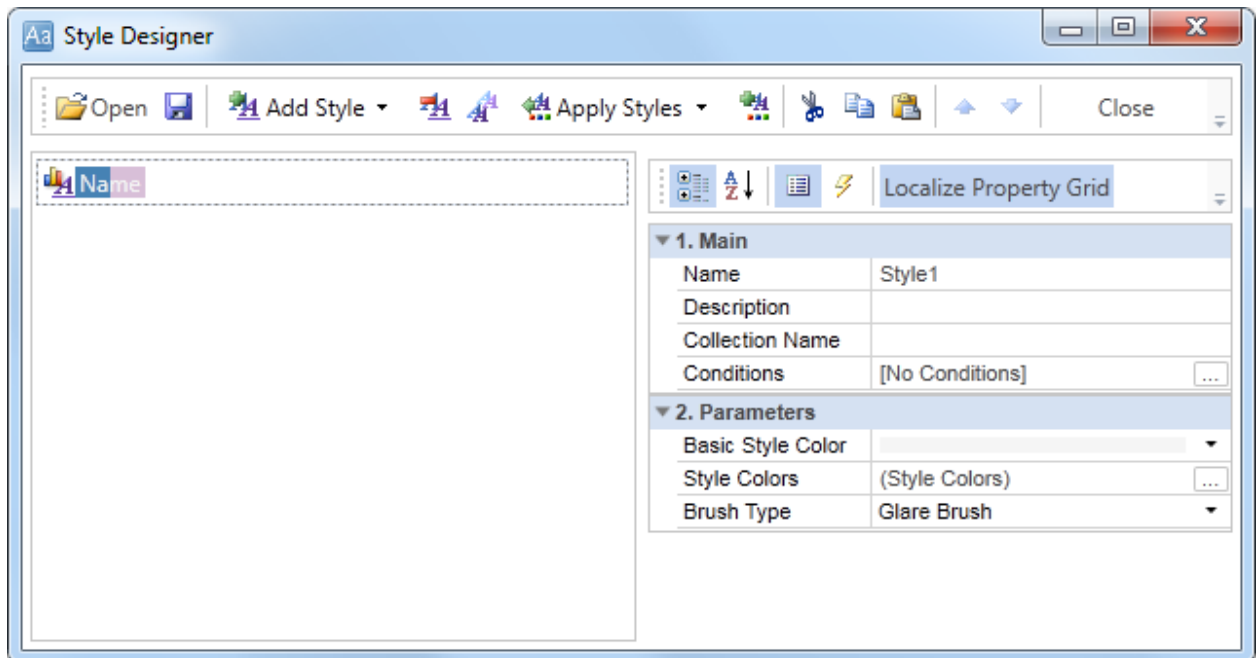 Aa Style Designer
Open Add Style Apply Styles Close
Name
Localize Property Grid
1. Main
Name Style1
Description
Collection Name
Conditions [No Conditions] ...
2. Parameters
Basic Style Color
Style Colors (Style Colors) ...
Brush Type Glare Brush